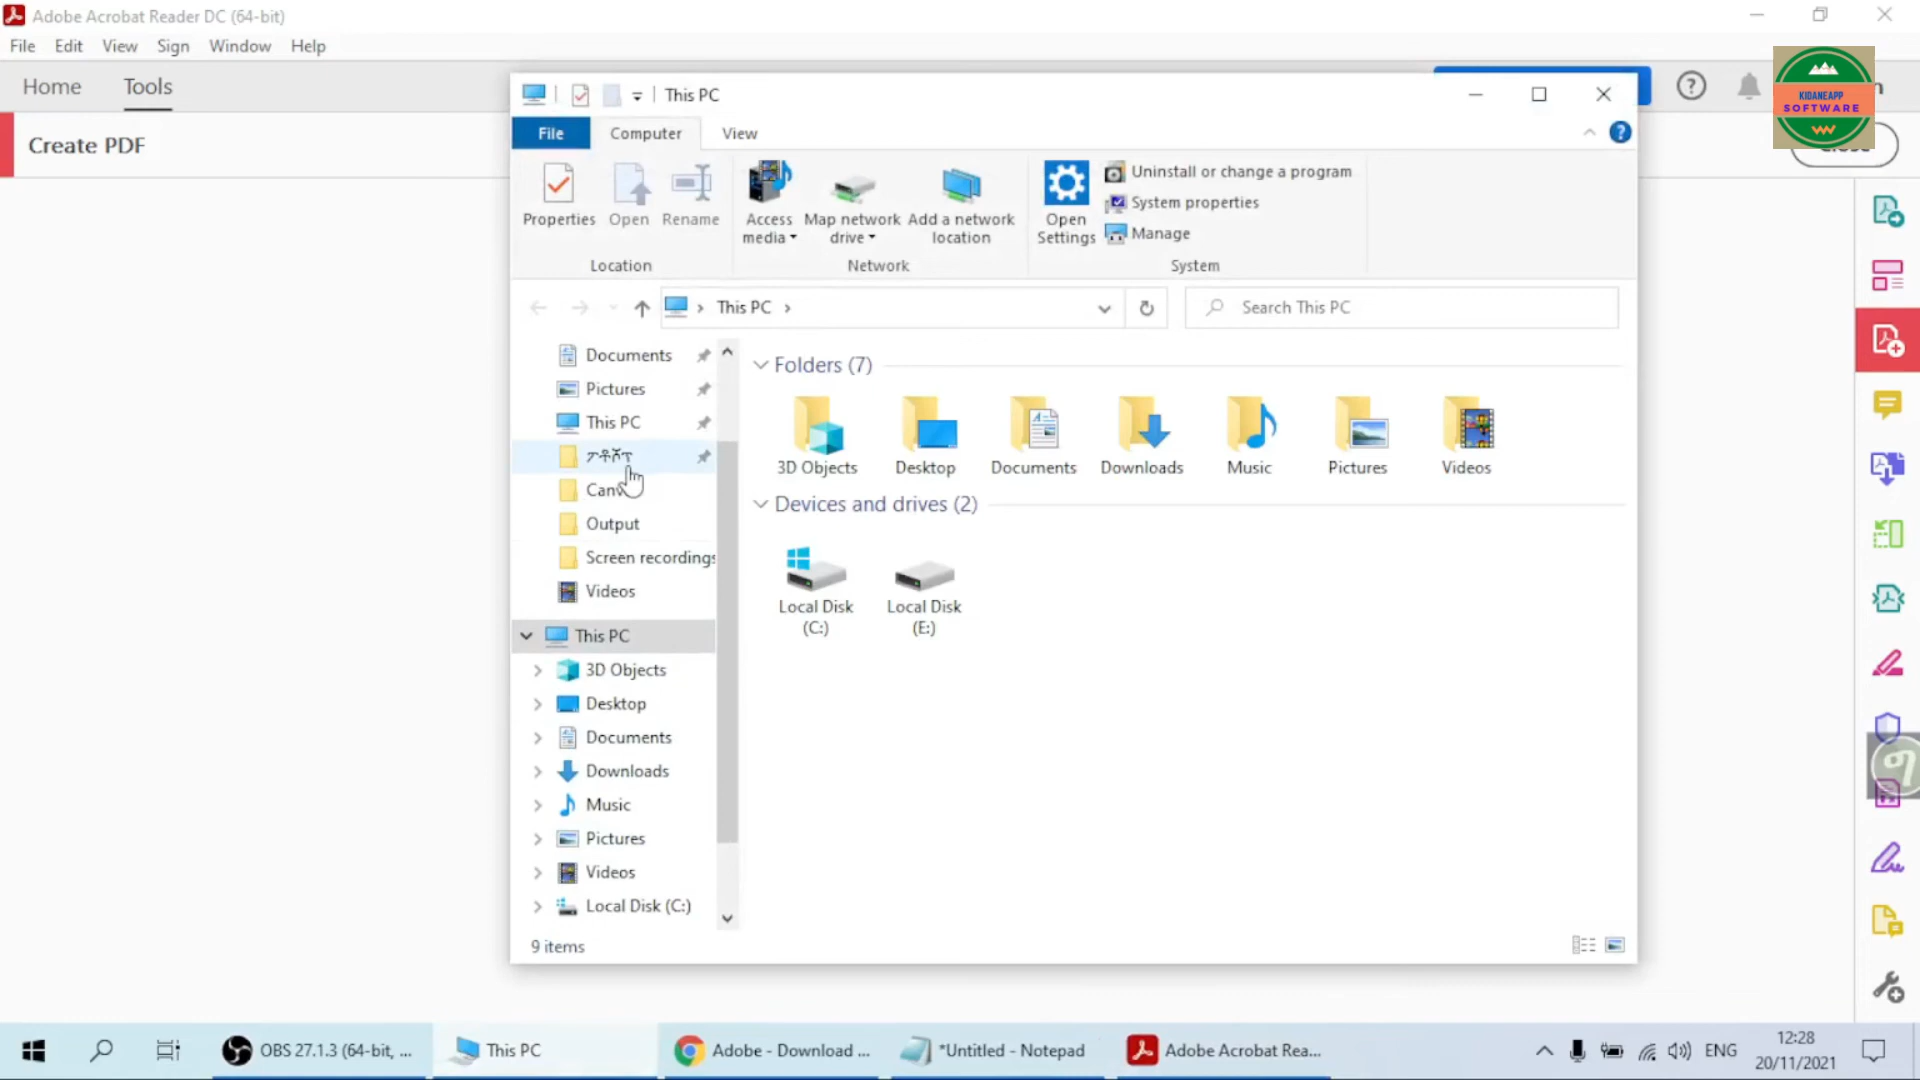 Adobe Acrobat Reader DC (64-bit)
File Edit View Sign Window Help
Home Tools
Create PDF
This PC
File Computer View
Properties Open Rename
Access media Map network drive Add a network location
Open Settings
Uninstall or change a program
System properties
Manage
Location Network System
This PC
Search This PC
Documents
Pictures
This PC
ፖቶሾፕ
Output
Screen recordings
Videos
This PC
3D Objects
Desktop
Documents
Downloads
Music
Pictures
Videos
Local Disk (C:)
Folders (7)
3D Objects Desktop Documents Downloads Music Pictures Videos
Devices and drives (2)
Local Disk (C:) Local Disk (E:)
9 items
KIDANEAPP
SOFTWARE
OBS 27.1.3 (64-bit, ...
This PC
Adobe - Download ...
*Untitled - Notepad
Adobe Acrobat Rea...
ENG
12:28
20/11/2021